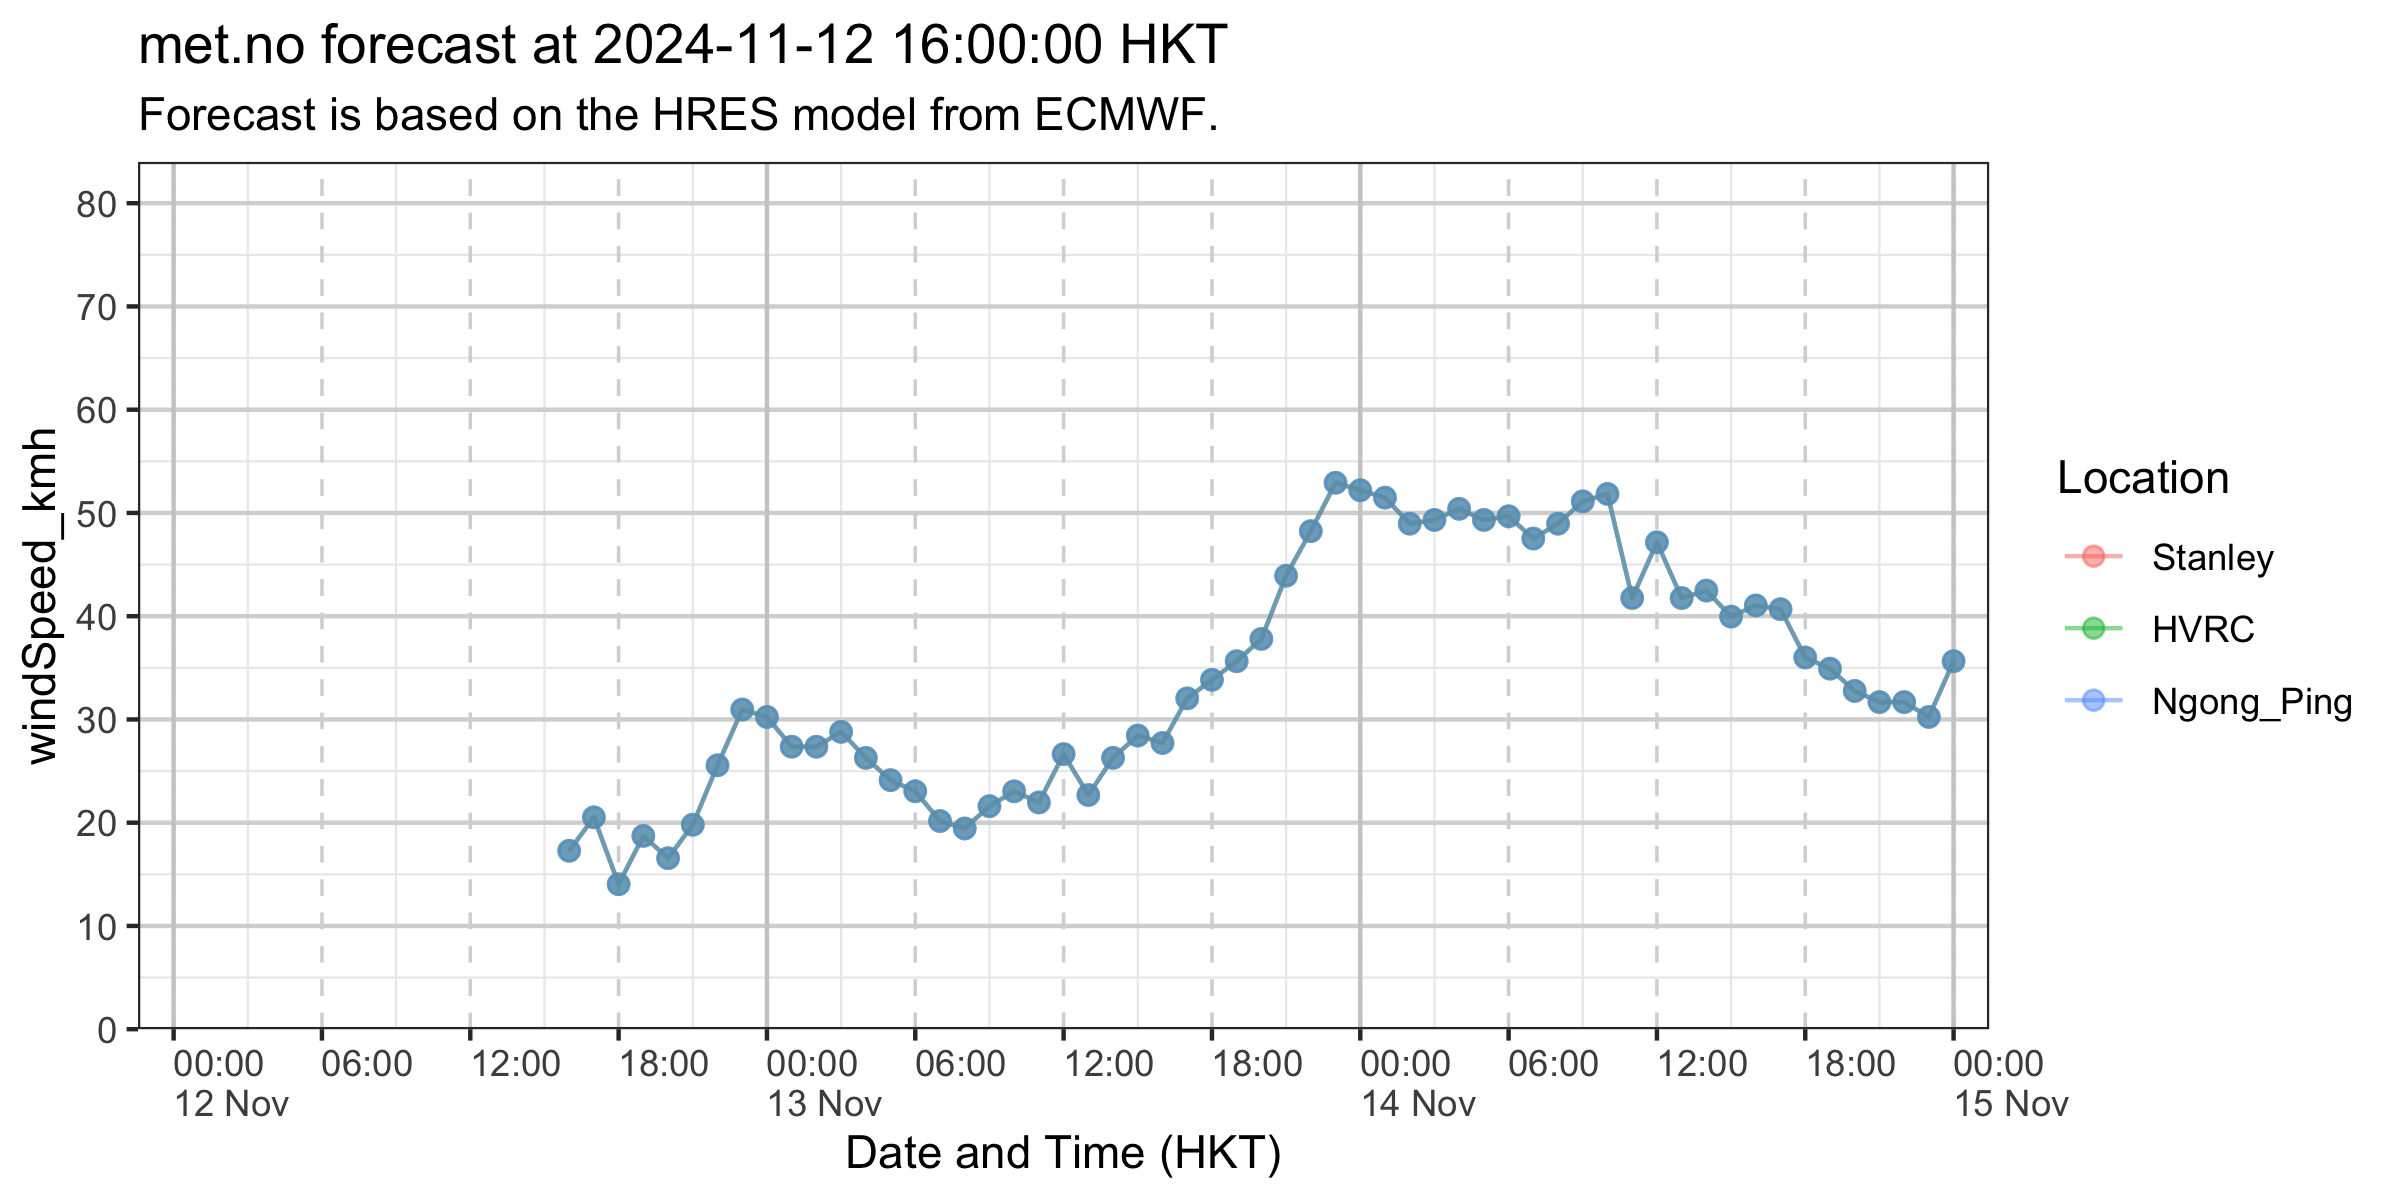 met.no forecast at 2024-11-12 16:00:00 HKT
Forecast is based on the HRES model from ECMWF.
windSpeed_kmh
80
70
60
50
40
30
20
10
0
00:00 06:00 12:00 18:00 00:00 06:00 12:00 18:00 00:00 06:00 12:00 18:00 00:00
12 Nov 13 Nov 14 Nov 15 Nov
Date and Time (HKT)
Location
Stanley
HVRC
Ngong_Ping